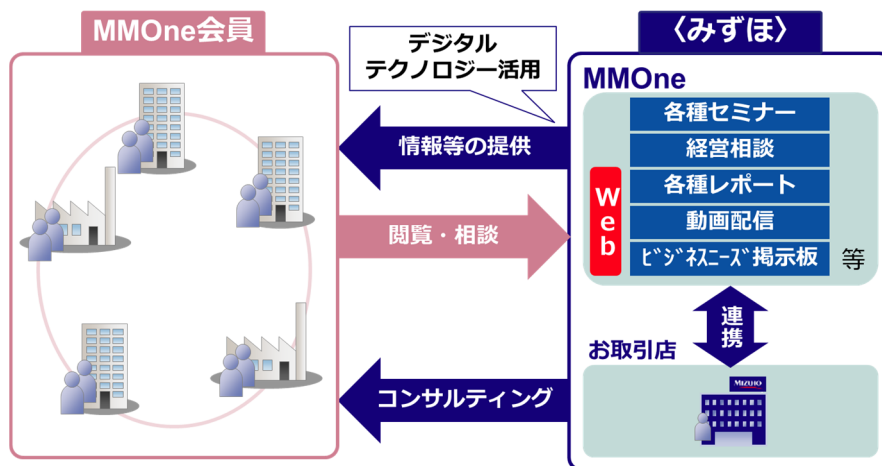 MMOne会員
デジタル
テクノロジー活用
〈みずほ〉
MMOne
各種セミナー
経営相談
各種レポート
動画配信
ﾋﾞｼﾞﾈｽﾆｰｽﾞ掲示板
等
Web
情報等の提供
閲覧・相談
連携
お取引店
コンサルティング
MIZUHO